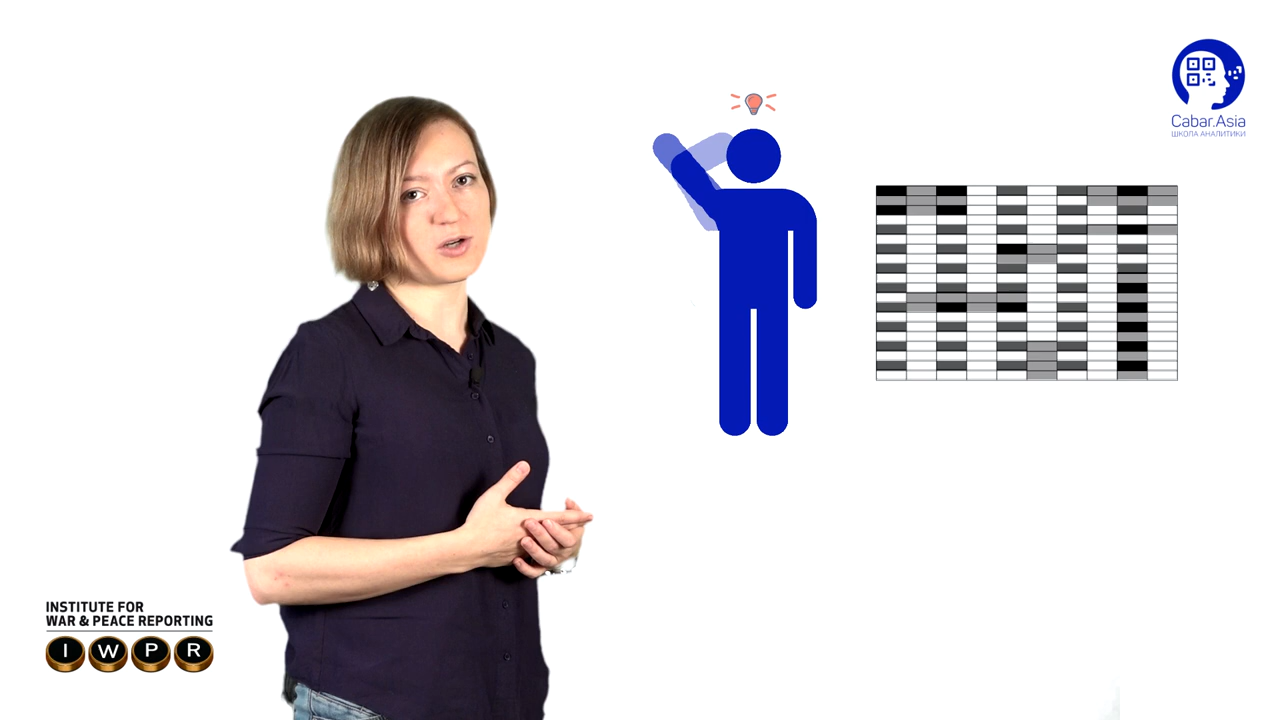 Cabar.Asia
ШКОЛА АНАЛИТИКИ
INSTITUTE FOR
WAR & PEACE REPORTING
I W P R